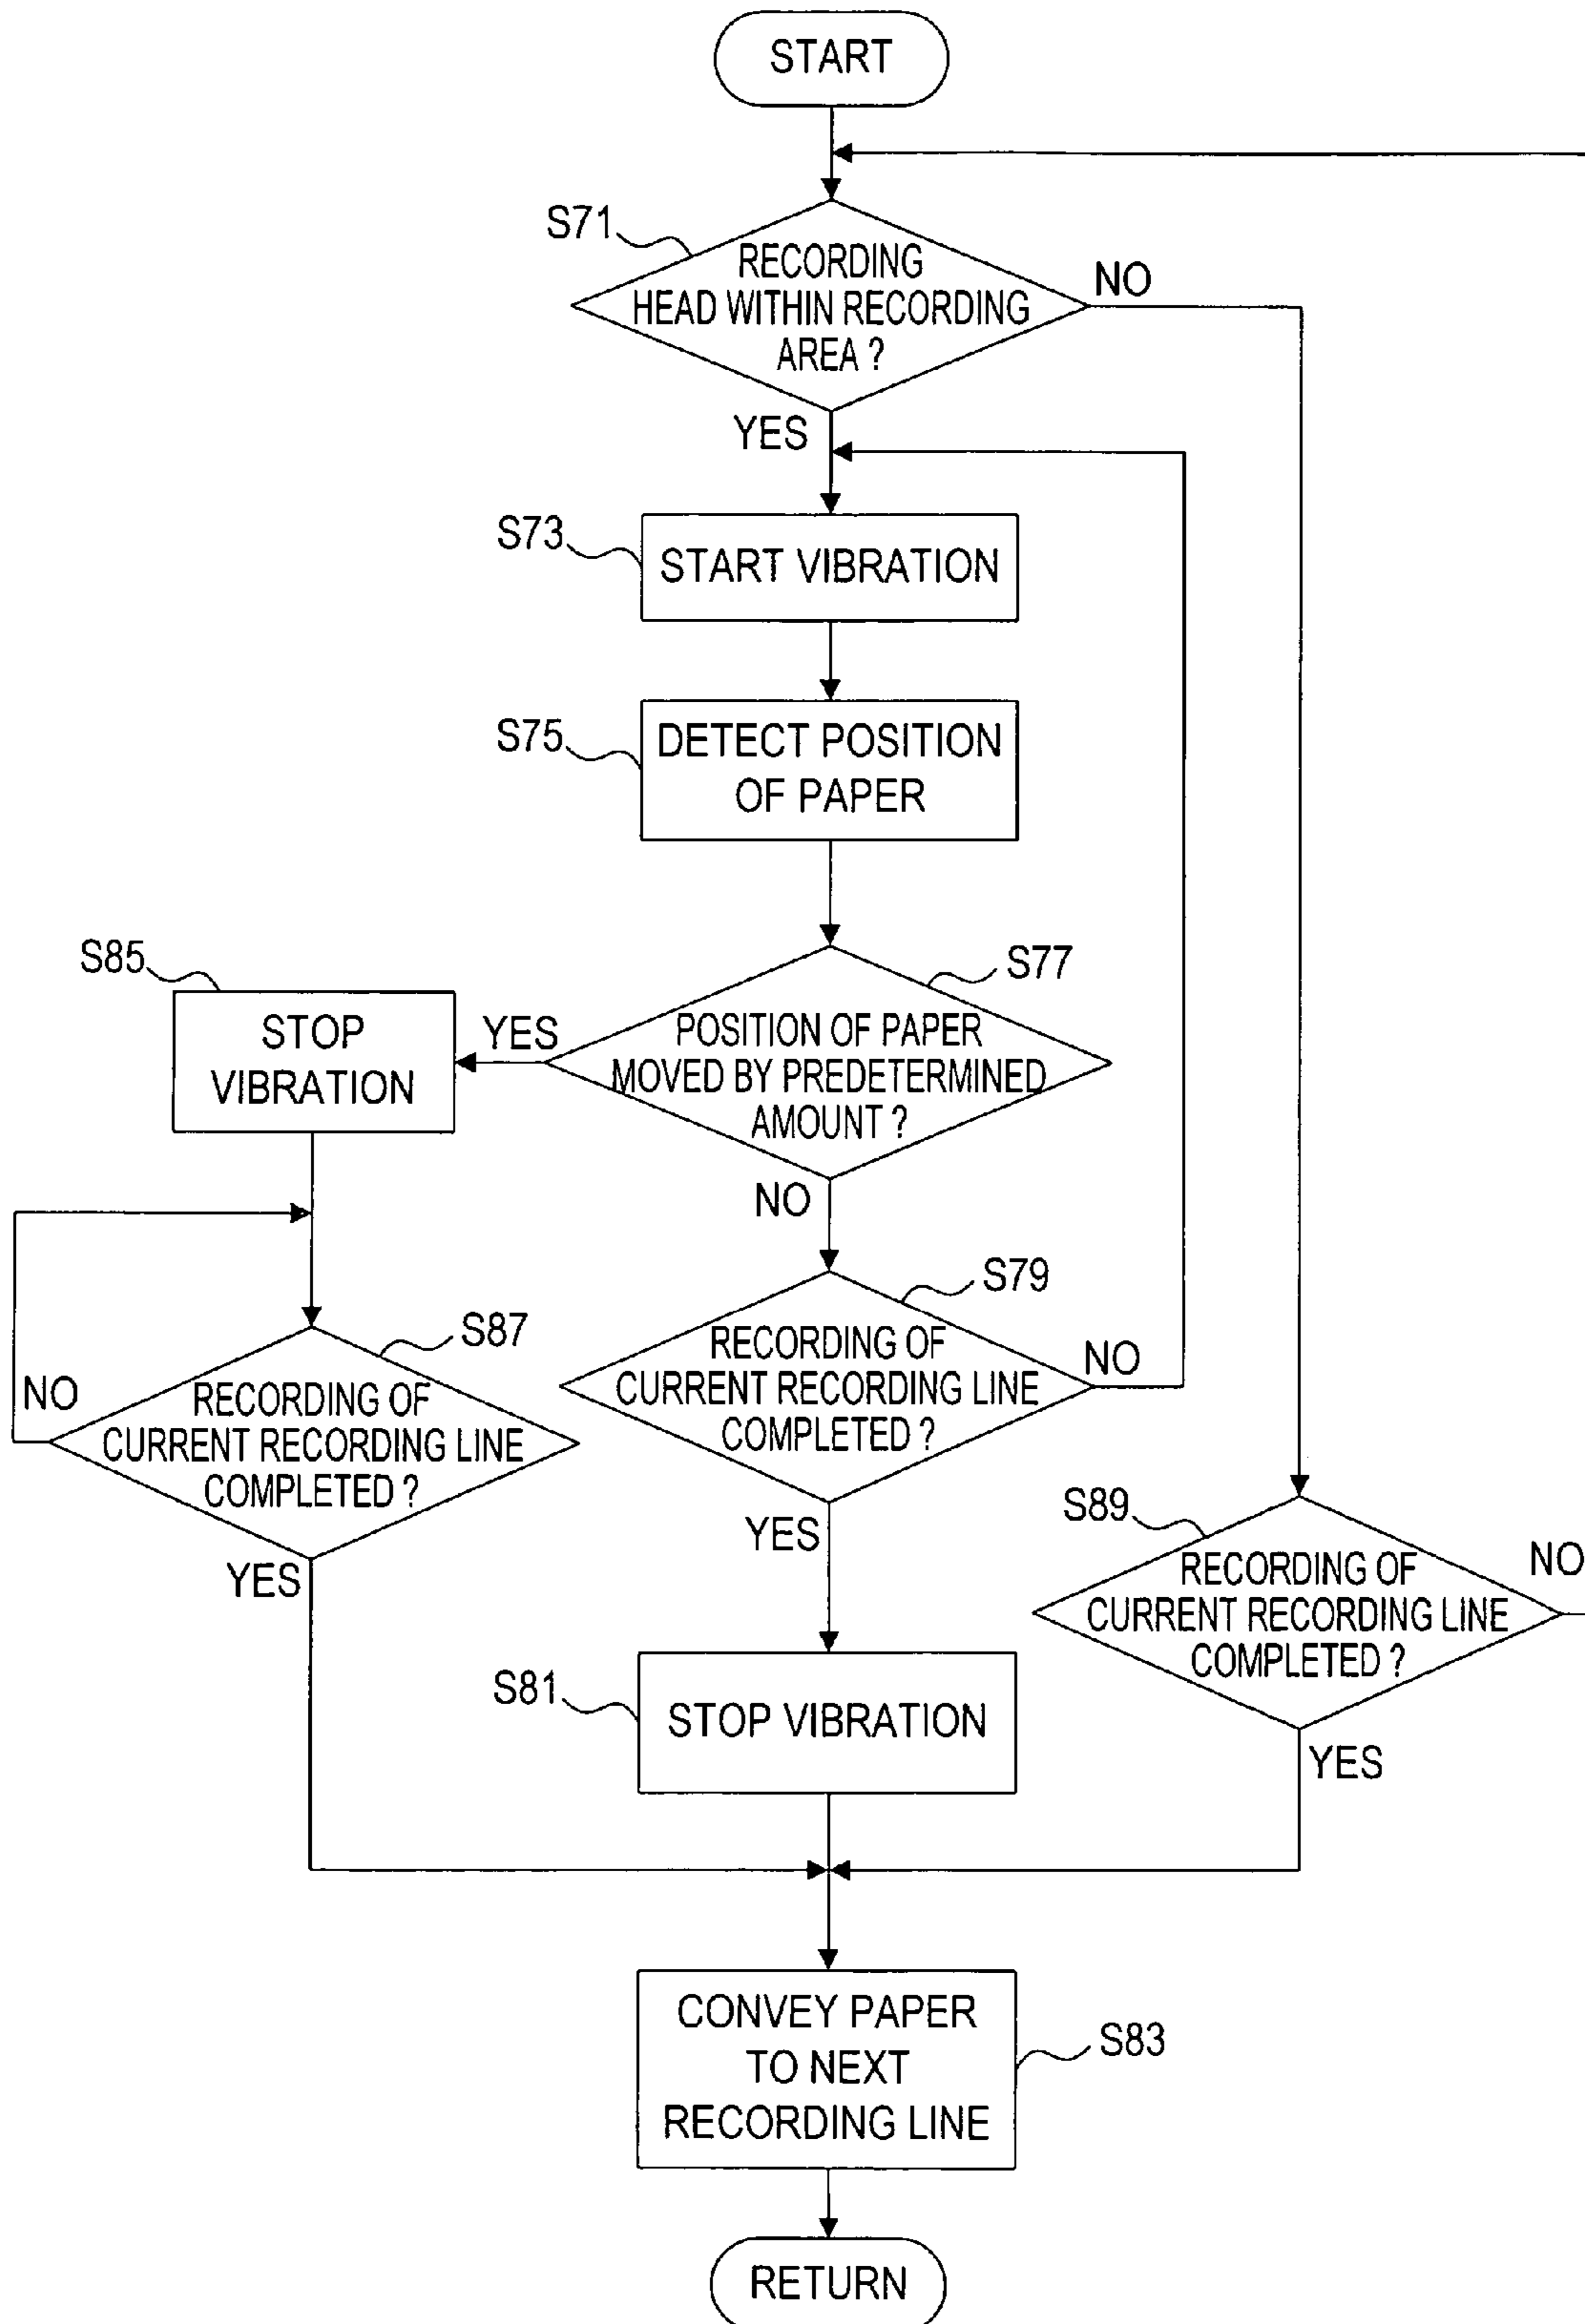 START
S71
RECORDING
HEAD WITHIN RECORDING
AREA ?
NO
YES
S73
START VIBRATION
S75
DETECT POSITION
OF PAPER
S85
STOP
VIBRATION
YES
S77
POSITION OF PAPER
MOVED BY PREDETERMINED
AMOUNT ?
NO
S79
RECORDING OF
CURRENT RECORDING LINE
COMPLETED ?
NO
YES
S87
NO
RECORDING OF
CURRENT RECORDING LINE
COMPLETED ?
YES
S89
RECORDING OF
CURRENT RECORDING LINE
COMPLETED ?
NO
YES
S81
STOP VIBRATION
CONVEY PAPER
TO NEXT
RECORDING LINE
S83
RETURN